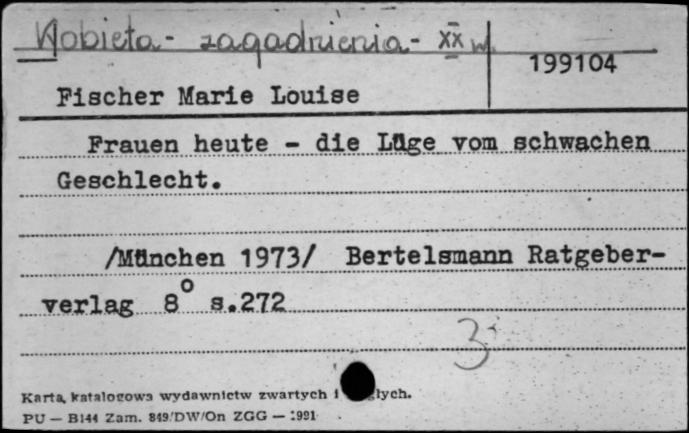 Kobieta - zagadnienia - XX w.
199104
Fischer Marie Louise
Frauen heute - die Lüge vom schwachen
Geschlecht.
/München 1973/ Bertelsmann Ratgeber-
verlag 8° s.272
3
Karta katalogowa wydawnictw zwartych i
PU — B144 Zam. 849/DW/On ZGG — 1991